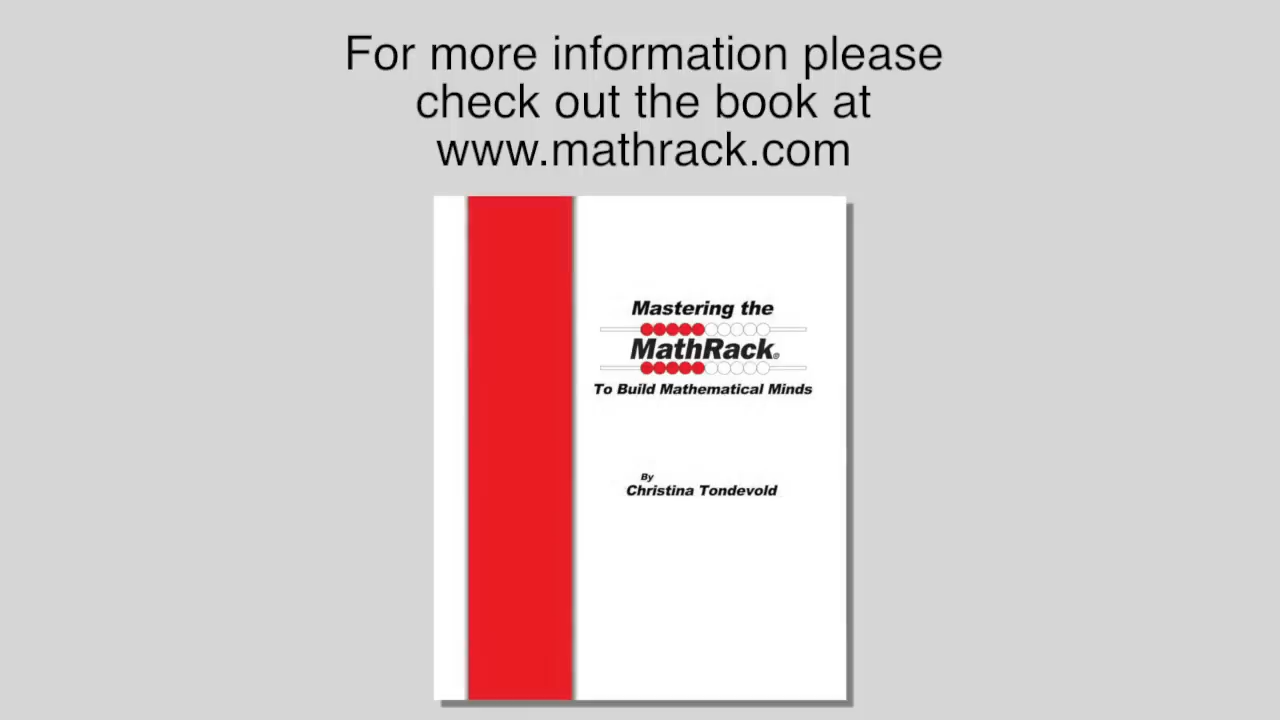 For more information please
check out the book at
www.mathrack.com
Mastering the
MathRack®
To Build Mathematical Minds
By
Christina Tondevold